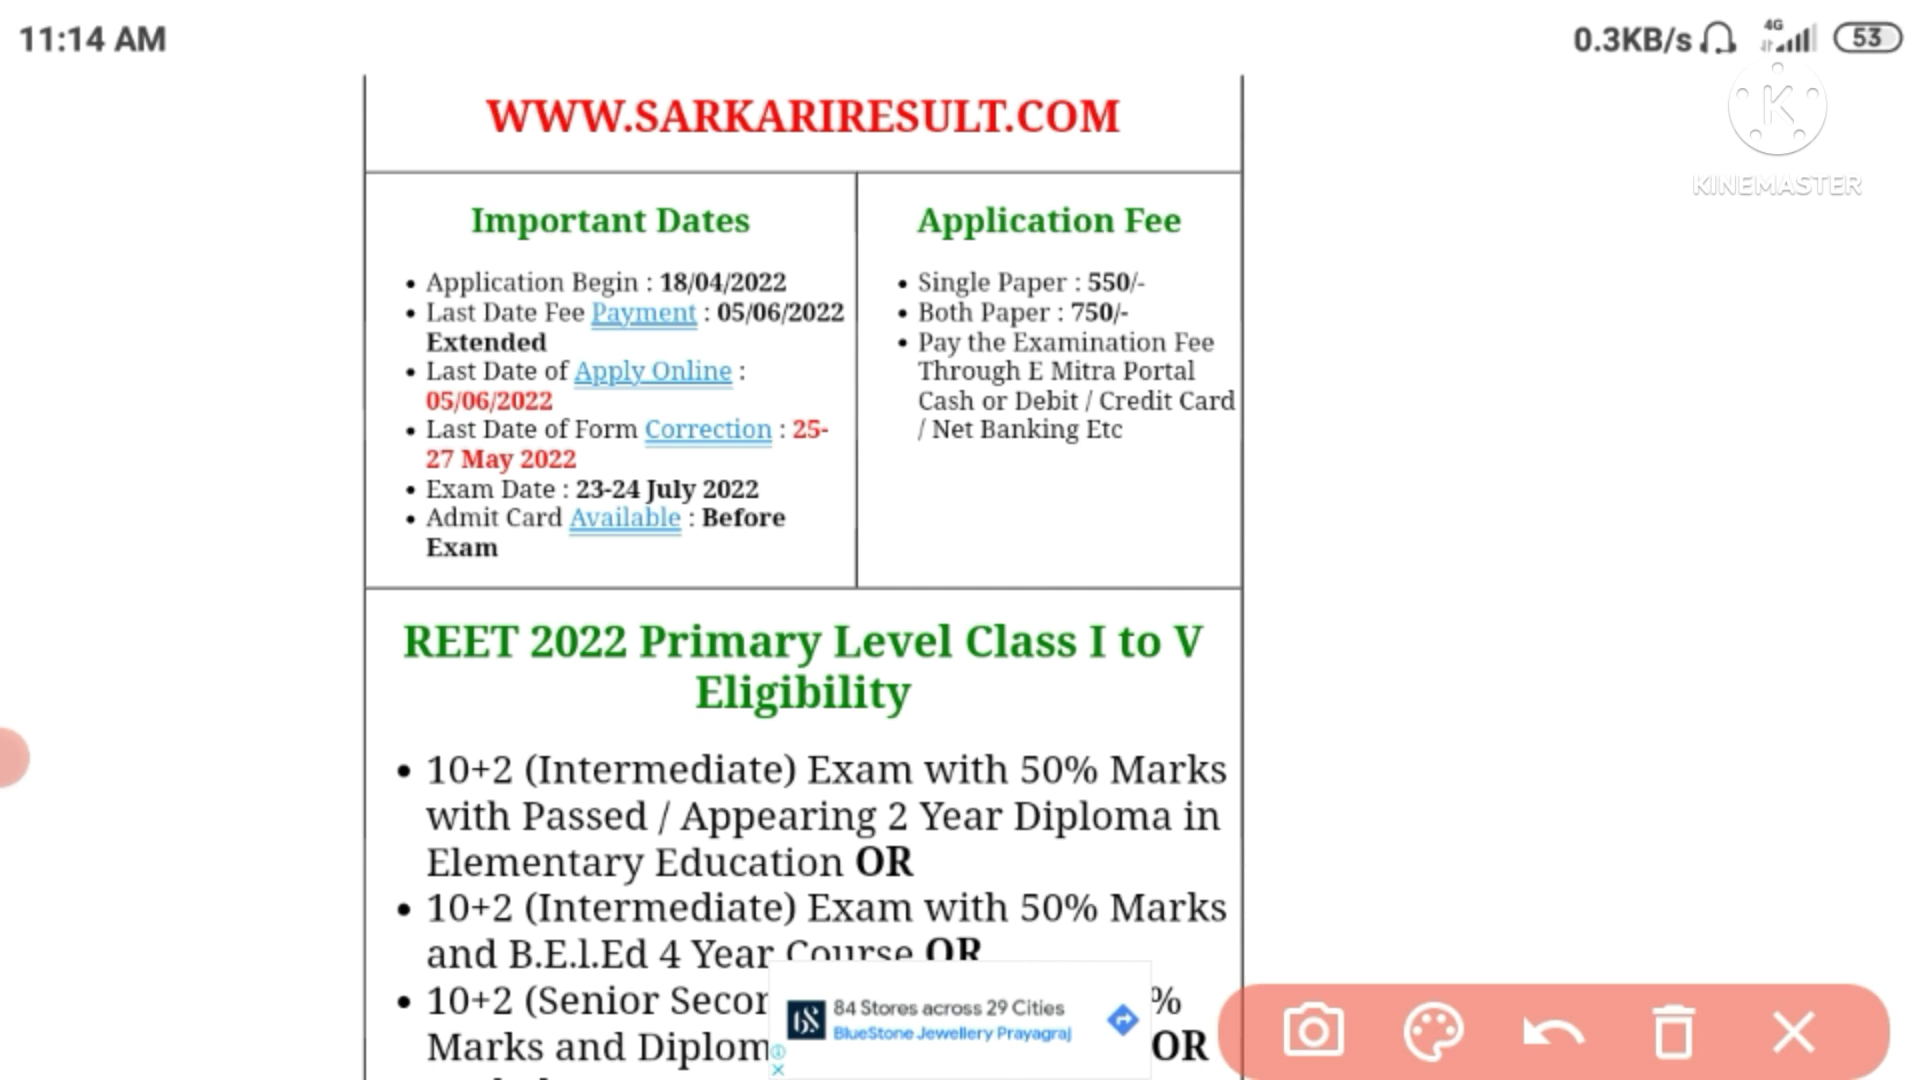 11:14 AM
0.3KB/s 4G 53
KINEMASTER
WWW.SARKARIRESULT.COM
Important Dates
• Application Begin : 18/04/2022
• Last Date Fee Payment : 05/06/2022
Extended
• Last Date of Apply Online :
05/06/2022
• Last Date of Form Correction : 25-
27 May 2022
• Exam Date : 23-24 July 2022
• Admit Card Available : Before
Exam
Application Fee
• Single Paper : 550/-
• Both Paper : 750/-
• Pay the Examination Fee
Through E Mitra Portal
Cash or Debit / Credit Card
/ Net Banking Etc
REET 2022 Primary Level Class I to V
Eligibility
• 10+2 (Intermediate) Exam with 50% Marks
with Passed / Appearing 2 Year Diploma in
Elementary Education OR
• 10+2 (Intermediate) Exam with 50% Marks
and B.E.l.Ed 4 Year Course OR
• 10+2 (Senior Secon %
Marks and Diplom OR
84 Stores across 29 Cities
BlueStone Jewellery Prayagraj